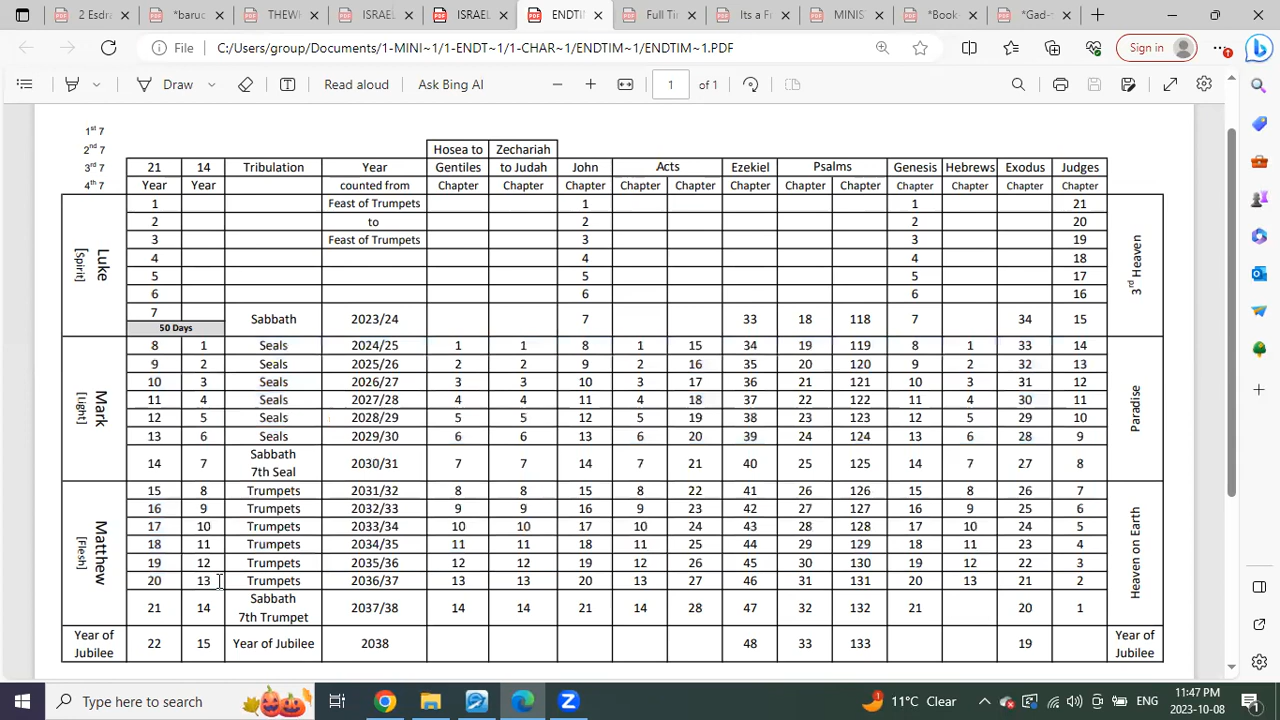 2 Esdra
*baruc
THEWI
ISRAEL
ISRAEL
ENDTIM
Full Tim
Its a Fr
MINIS
*Book-
*Gad-t
File
C:/Users/group/Documents/1-MINI~1/1-ENDT~1/1-CHAR~1/ENDTIM~1/ENDTIM~1.PDF
Sign in
Draw
Read aloud
Ask Bing AI
1 of 1
1st 7
2nd 7 Hosea to Zechariah
3rd 7 21 14 Tribulation Year Gentiles to Judah John Acts Ezekiel Psalms Genesis Hebrews Exodus Judges
4th 7 Year Year counted from Chapter Chapter Chapter Chapter Chapter Chapter Chapter Chapter Chapter Chapter Chapter Chapter
Luke
[Spirit]
1 Feast of Trumpets 1 1 21
2 to 2 2 20
3 Feast of Trumpets 3 3 19
4 4 4 18
5 5 5 17
6 6 6 16
7 Sabbath 2023/24 7 33 18 118 7 34 15
50 Days
3rd Heaven
Mark
[Light]
8 1 Seals 2024/25 1 1 8 1 15 34 19 119 8 1 33 14
9 2 Seals 2025/26 2 2 9 2 16 35 20 120 9 2 32 13
10 3 Seals 2026/27 3 3 10 3 17 36 21 121 10 3 31 12
11 4 Seals 2027/28 4 4 11 4 18 37 22 122 11 4 30 11
12 5 Seals 2028/29 5 5 12 5 19 38 23 123 12 5 29 10
13 6 Seals 2029/30 6 6 13 6 20 39 24 124 13 6 28 9
Sabbath
14 7 7th Seal 2030/31 7 7 14 7 21 40 25 125 14 7 27 8
Paradise
Matthew
[Flesh]
15 8 Trumpets 2031/32 8 8 15 8 22 41 26 126 15 8 26 7
16 9 Trumpets 2032/33 9 9 16 9 23 42 27 127 16 9 25 6
17 10 Trumpets 2033/34 10 10 17 10 24 43 28 128 17 10 24 5
18 11 Trumpets 2034/35 11 11 18 11 25 44 29 129 18 11 23 4
19 12 Trumpets 2035/36 12 12 19 12 26 45 30 130 19 12 22 3
20 13 Trumpets 2036/37 13 13 20 13 27 46 31 131 20 13 21 2
Sabbath
21 14 7th Trumpet 2037/38 14 14 21 14 28 47 32 132 21 20 1
Heaven on Earth
Year of
Jubilee
22 15 Year of Jubilee 2038 48 33 133 19
Year of
Jubilee
Type here to search
11°C Clear
ENG
11:47 PM
2023-10-08
1